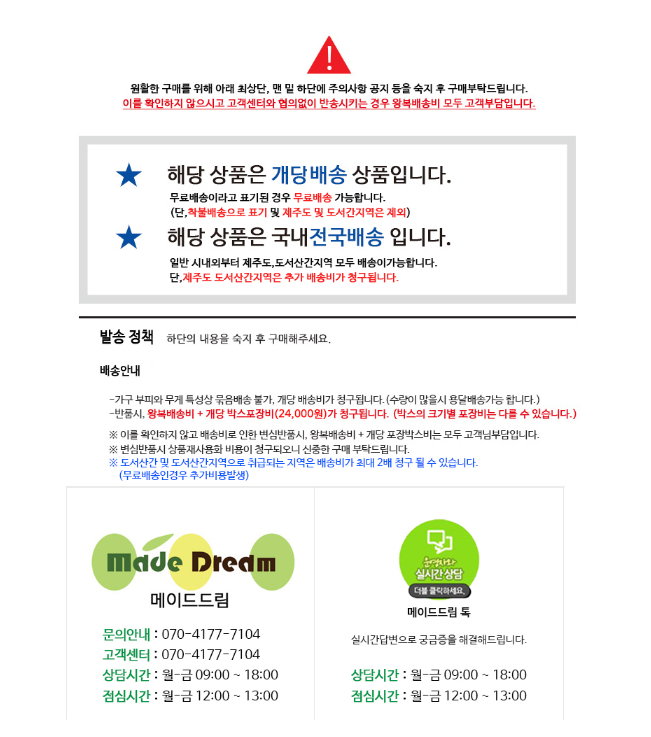 원활한 구매를 위해 아래 최상단, 맨 밑 하단에 주의사항 공지 등을 숙지 후 구매부탁드립니다.
이를 확인하지 않으시고 고객센터와 협의없이 반송시키는 경우 왕복배송비 모두 고객부담입니다.
해당 상품은 개당배송 상품입니다.
무료배송이라고 표기된 경우 무료배송 가능합니다.
(단,착불배송으로 표기 및 제주도 및 도서간지역은 제외)
해당 상품은 국내전국배송 입니다.
일반 시내외부터 제주도,도서산간지역 모두 배송이가능합니다.
단,제주도 도서산간지역은 추가 배송비가 청구됩니다.
발송 정책 하단의 내용을 숙지 후 구매해주세요.
배송안내
-가구 부피와 무게 특성상 묶음배송 불가, 개당 배송비가 청구됩니다.(수량이 많을시 용달배송가능 합니다.)
-반품시, 왕복배송비 + 개당 박스포장비(24,000원)가 청구됩니다. (박스의 크기별 포장비는 다를 수 있습니다.)
※ 이를 확인하지 않고 배송비로 인한 변심반품시, 왕복배송비 + 개당 포장박스비는 모두 고객님부담입니다.
※ 변심반품시 상품재사용화 비용이 청구되오니 신중한 구매 부탁드립니다.
※ 도서산간 및 도서산간지역으로 취급되는 지역은 배송비가 최대 2배 청구 될 수 있습니다.
(무료배송인경우 추가비용발생)
Made Dream
메이드드림
문의안내 : 070-4177-7104
고객센터 : 070-4177-7104
상담시간 : 월-금 09:00 ~ 18:00
점심시간 : 월-금 12:00 ~ 13:00
운영자와
실시간 상담
더블 클릭하세요.
메이드드림 톡
실시간답변으로 궁금증을 해결해드립니다.
상담시간 : 월-금 09:00 ~ 18:00
점심시간 : 월-금 12:00 ~ 13:00